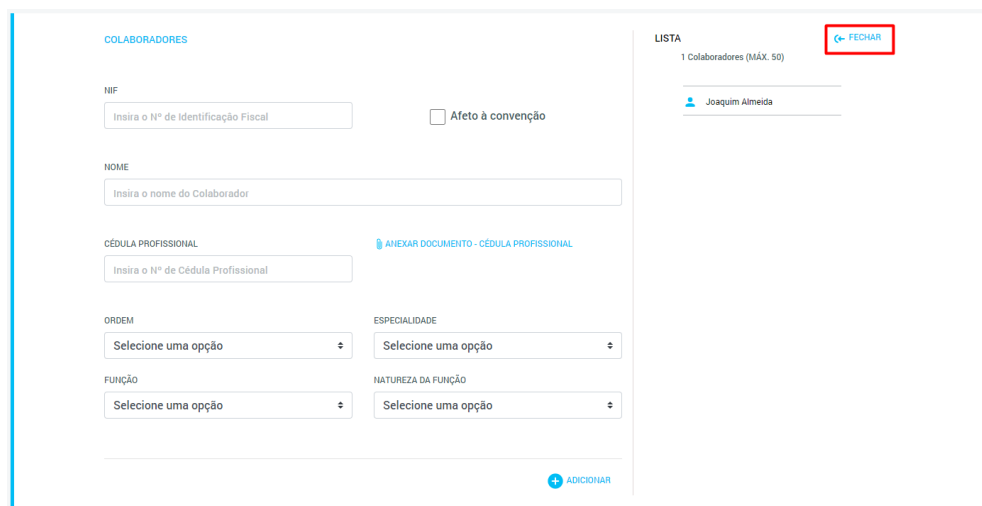 COLABORADORES
NIF
Insira o Nº de Identificação Fiscal
Afeto à convenção
NOME
Insira o nome do Colaborador
CÉDULA PROFISSIONAL
ANEXAR DOCUMENTO - CÉDULA PROFISSIONAL
Insira o Nº de Cédula Profissional
ORDEM
ESPECIALIDADE
Selecione uma opção
Selecione uma opção
FUNÇÃO
NATUREZA DA FUNÇÃO
Selecione uma opção
Selecione uma opção
ADICIONAR
LISTA
FECHAR
1 Colaboradores (MÁX. 50)
Joaquim Almeida